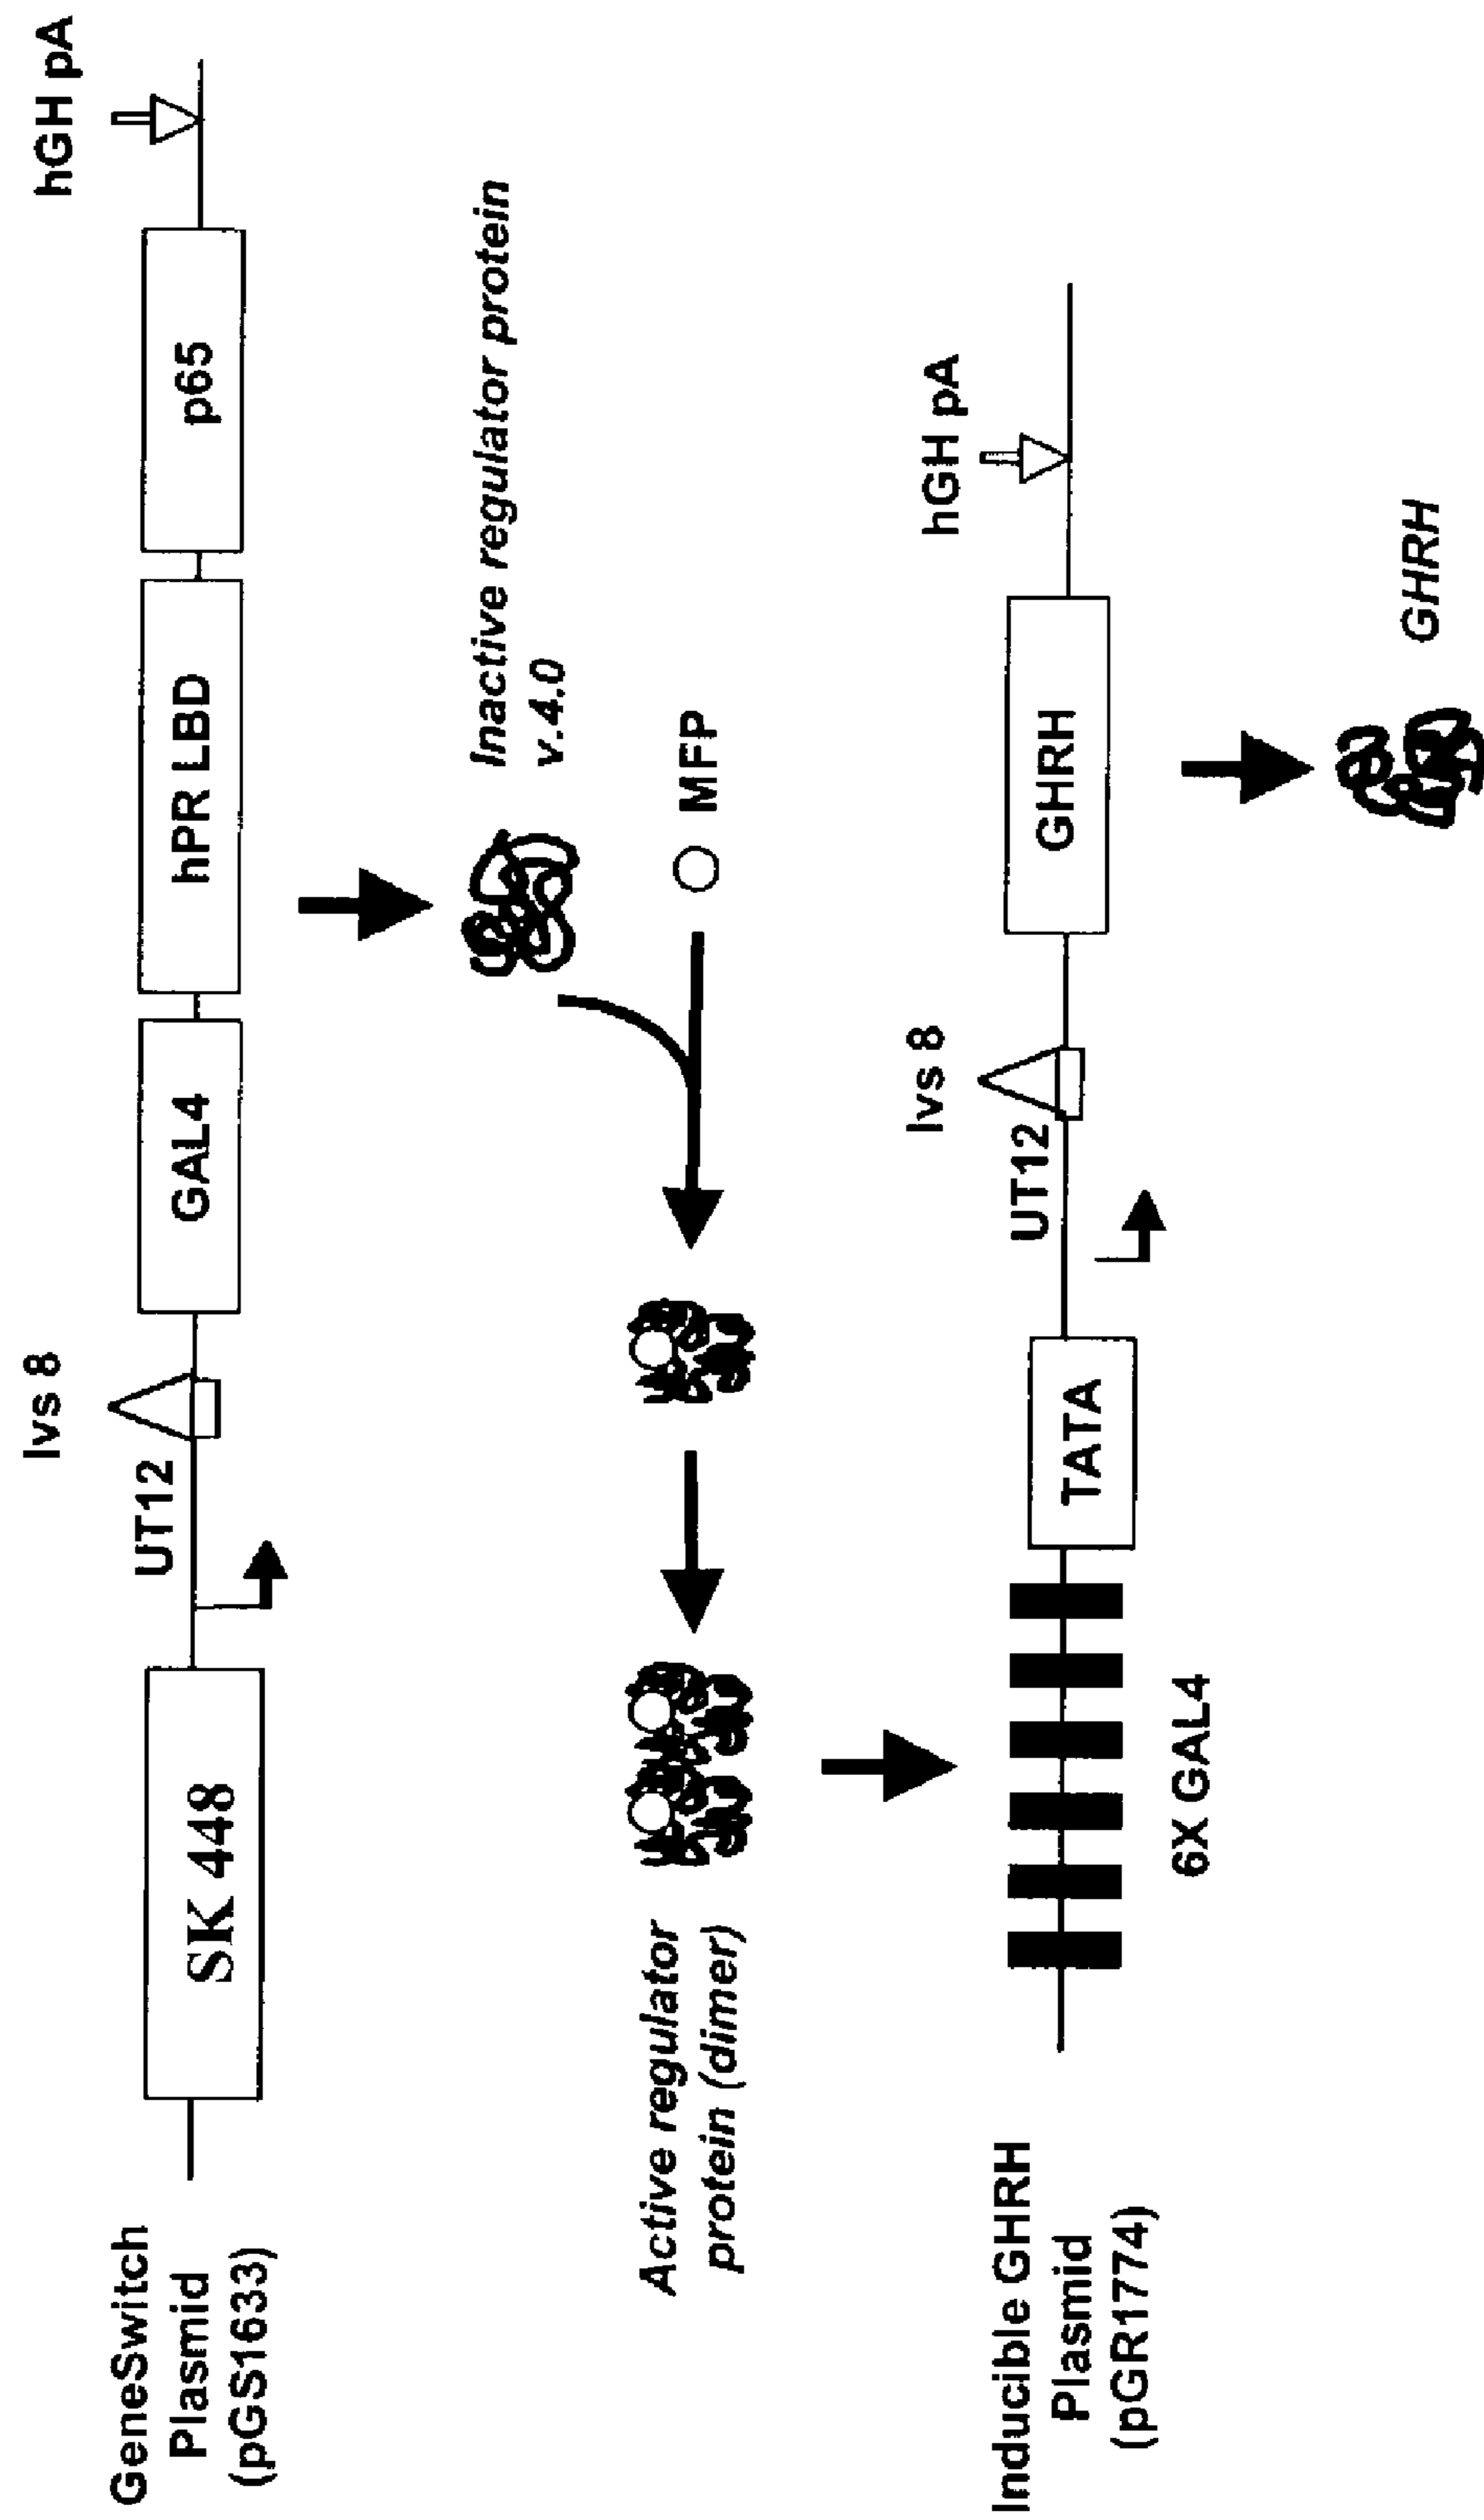 GeneSwitch
Plasmid
(pGS1633)
SK 448
UT12
Ivs 8
GAL4
hPR LBD
p65
hGH pA
Inactive regulator protein
v.4.0
MFP
Active regulator
protein (dimer)
Inducible GHRH
Plasmid
(pGR1774)
6X GAL4
TATA
UT12
Ivs 8
GHRH
hGH pA
GHRH